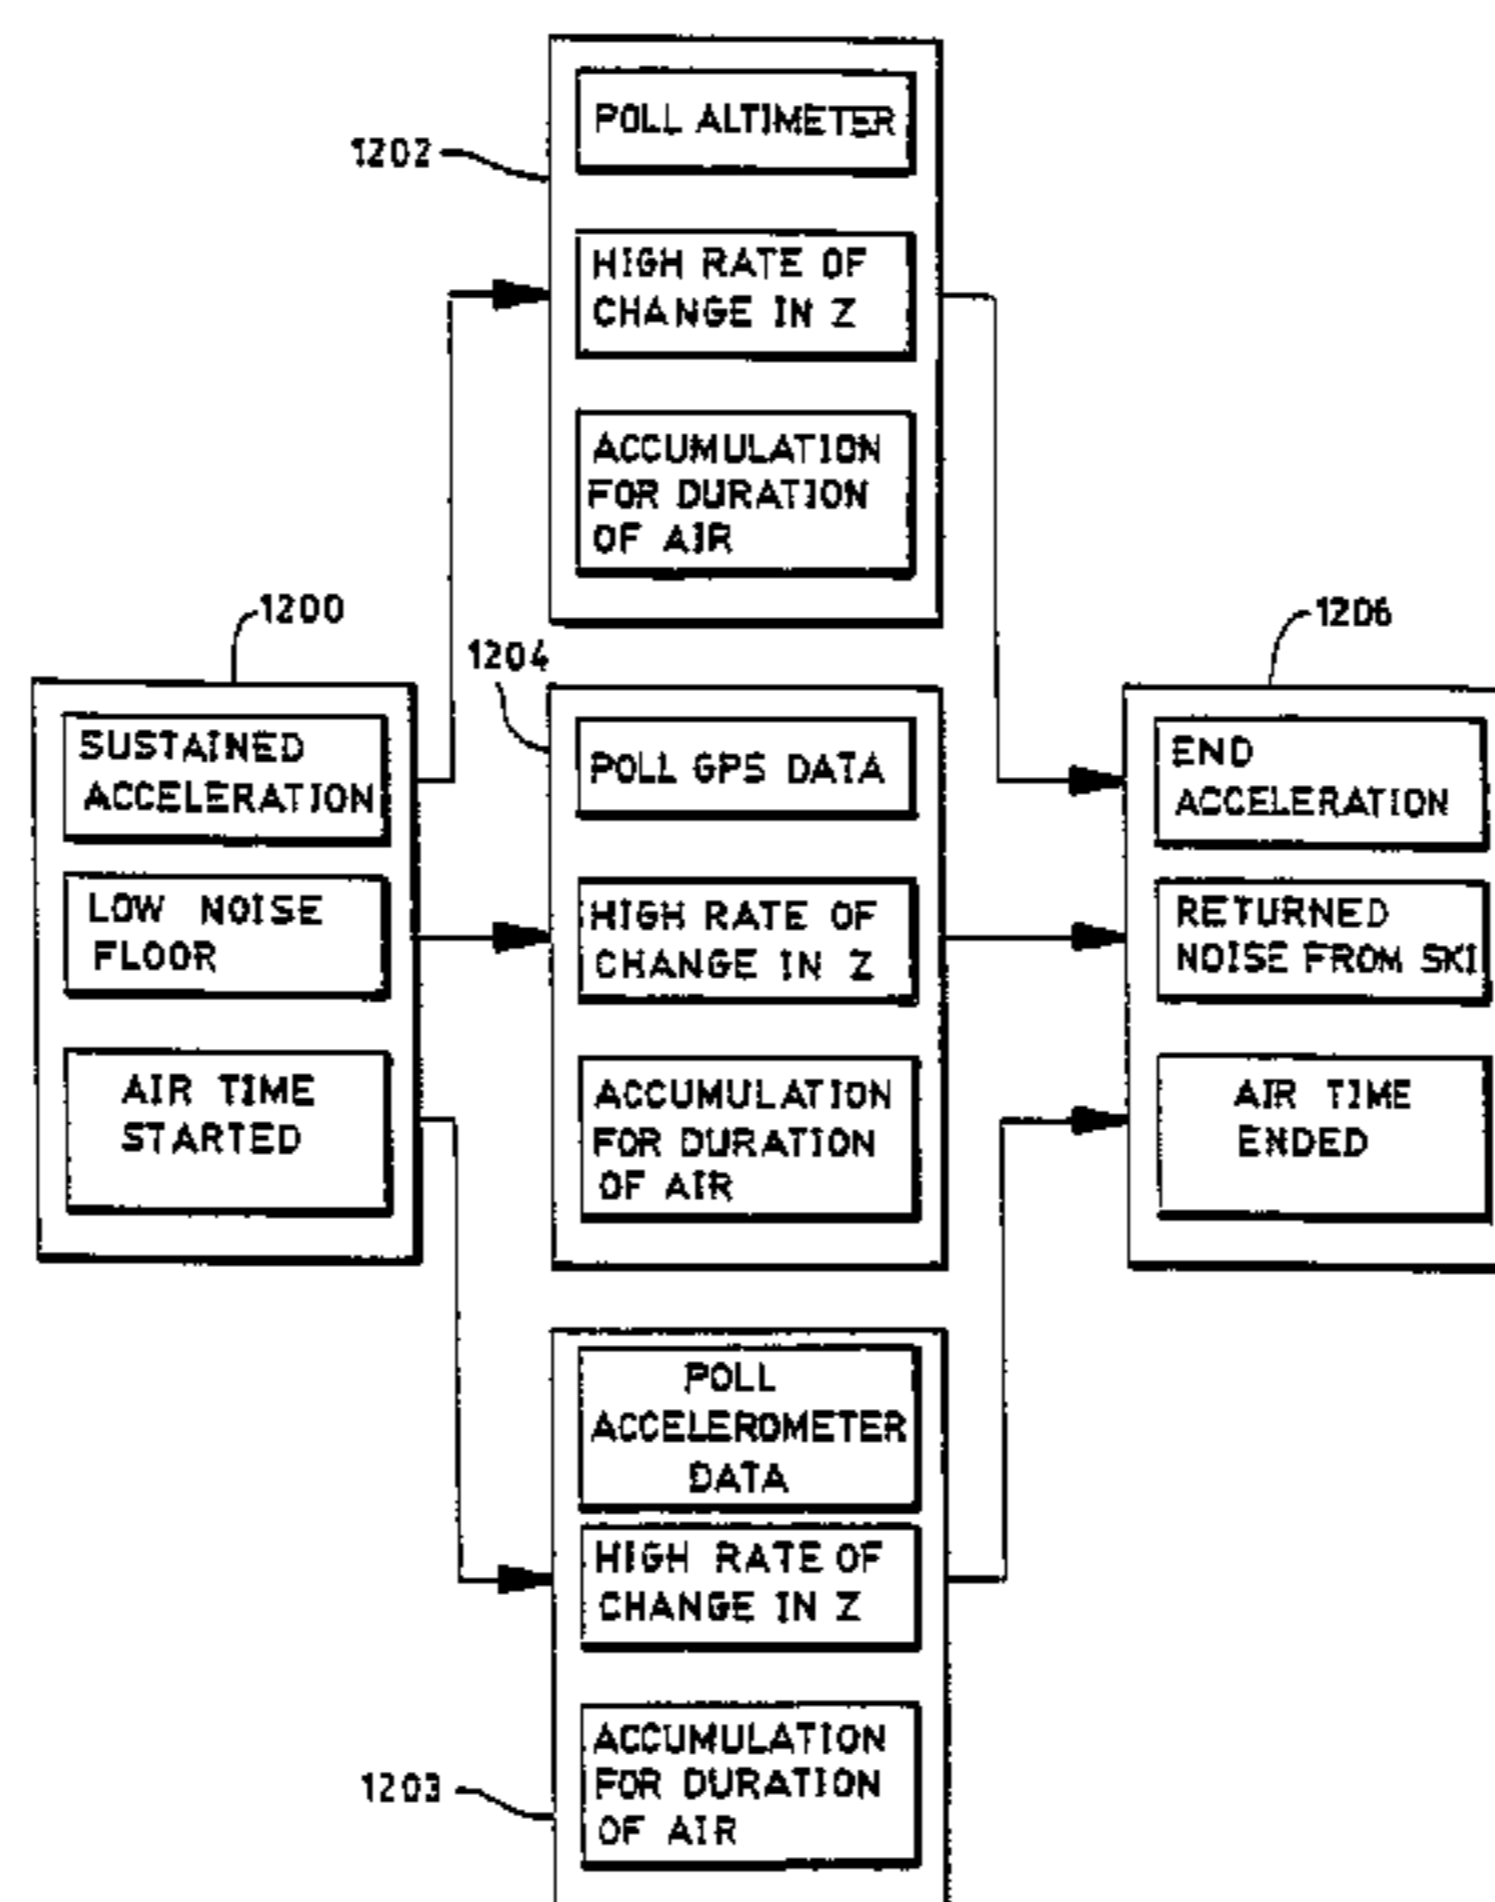 1202
POLL ALTIMETER
HIGH RATE OF
CHANGE IN Z
ACCUMULATION
FOR DURATION
OF AIR
1200
SUSTAINED
ACCELERATION
LOW NOISE
FLOOR
AIR TIME
STARTED
1204
POLL GPS DATA
HIGH RATE OF
CHANGE IN Z
ACCUMULATION
FOR DURATION
OF AIR
1206
END
ACCELERATION
RETURNED
NOISE FROM SKI
AIR TIME
ENDED
POLL
ACCELEROMETER
DATA
HIGH RATE OF
CHANGE IN Z
1203
ACCUMULATION
FOR DURATION
OF AIR